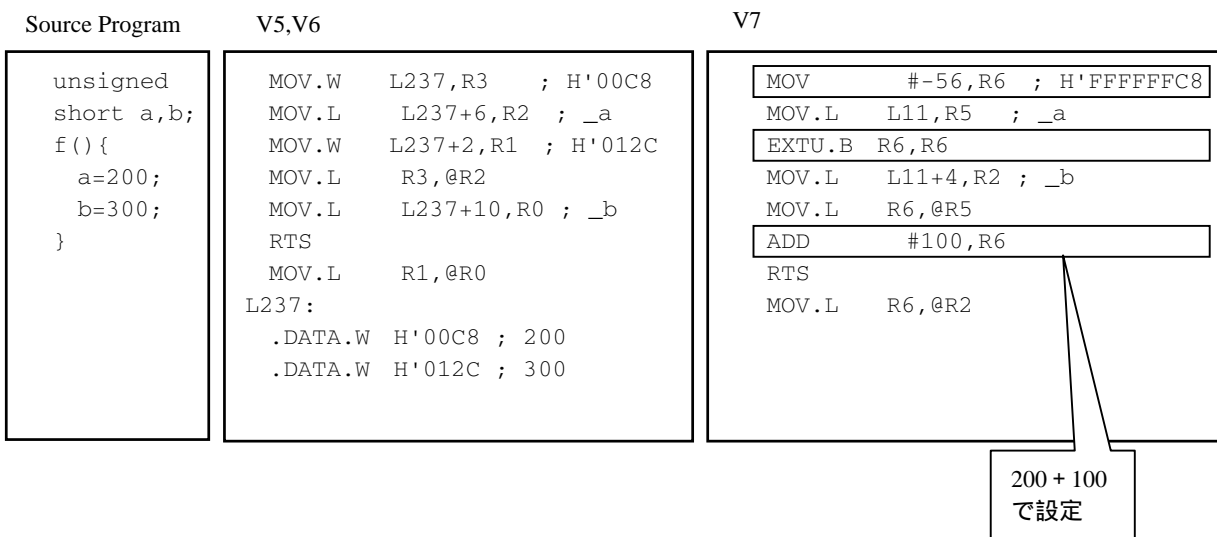 Source Program
unsigned
short a,b;
f(){
a=200;
b=300;
}
V5,V6
MOV.W L237,R3 ; H'00C8
MOV.L L237+6,R2 ; _a
MOV.W L237+2,R1 ; H'012C
MOV.L R3,@R2
MOV.L L237+10,R0 ; _b
RTS
MOV.L R1,@R0
L237:
.DATA.W H'00C8 ; 200
.DATA.W H'012C ; 300
V7
MOV #-56,R6 ; H'FFFFFFC8
MOV.L L11,R5 ; _a
EXTU.B R6,R6
MOV.L L11+4,R2 ; _b
MOV.L R6,@R5
ADD #100,R6
RTS
MOV.L R6,@R2
200+100
で設定